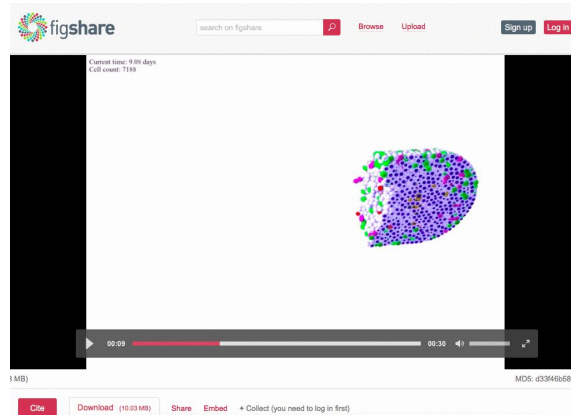 figshare
search on figshare
Browse
Upload
Sign up
Log in
Current time: 9.08 days
Cell count: 7188
00:09
00:30
MB)
MD5: d33f46b58
Cite
Download (10.03 MB)
Share
Embed
+ Collect (you need to log in first)